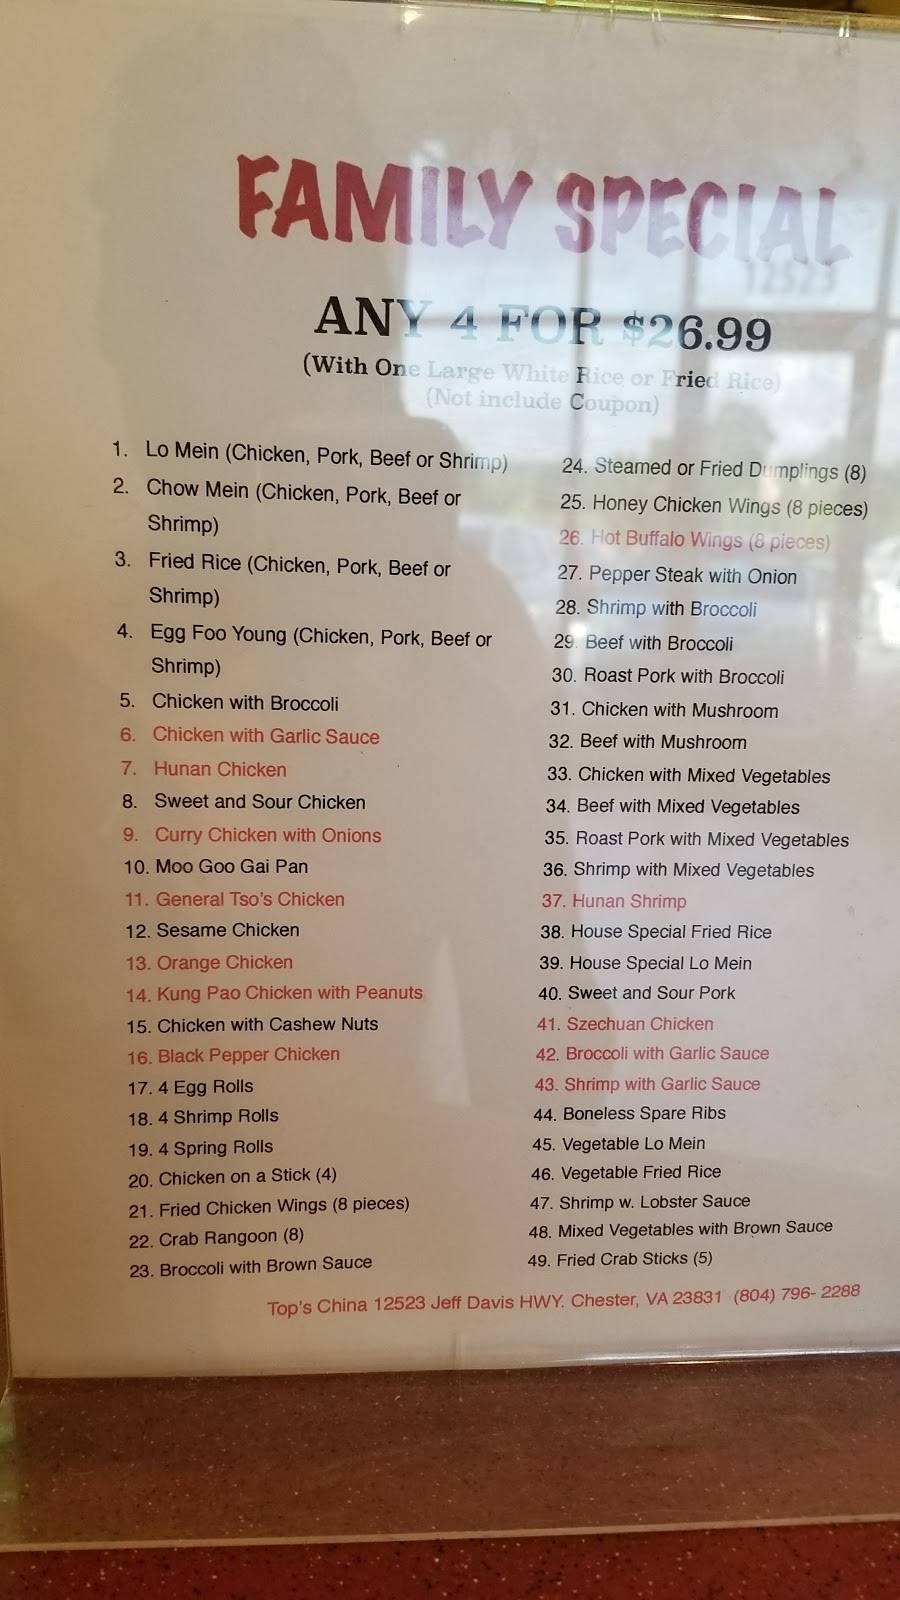 FAMILY SPECIAL
12523
ANY 4 FOR $26.99
(With One Large White Rice or Fried Rice)
(Not include Coupon)
1. Lo Mein (Chicken, Pork, Beef or Shrimp)
2. Chow Mein (Chicken, Pork, Beef or
Shrimp)
3. Fried Rice (Chicken, Pork, Beef or
Shrimp)
4. Egg Foo Young (Chicken, Pork, Beef or
Shrimp)
5. Chicken with Broccoli
6. Chicken with Garlic Sauce
7. Hunan Chicken
8. Sweet and Sour Chicken
9. Curry Chicken with Onions
10. Moo Goo Gai Pan
11. General Tso's Chicken
12. Sesame Chicken
13. Orange Chicken
14. Kung Pao Chicken with Peanuts
15. Chicken with Cashew Nuts
16. Black Pepper Chicken
17. 4 Egg Rolls
18. 4 Shrimp Rolls
19. 4 Spring Rolls
20. Chicken on a Stick (4)
21. Fried Chicken Wings (8 pieces)
22. Crab Rangoon (8)
23. Broccoli with Brown Sauce
24. Steamed or Fried Dumplings (8)
25. Honey Chicken Wings (8 pieces)
26. Hot Buffalo Wings (8 pieces)
27. Pepper Steak with Onion
28. Shrimp with Broccoli
29. Beef with Broccoli
30. Roast Pork with Broccoli
31. Chicken with Mushroom
32. Beef with Mushroom
33. Chicken with Mixed Vegetables
34. Beef with Mixed Vegetables
35. Roast Pork with Mixed Vegetables
36. Shrimp with Mixed Vegetables
37. Hunan Shrimp
38. House Special Fried Rice
39. House Special Lo Mein
40. Sweet and Sour Pork
41. Szechuan Chicken
42. Broccoli with Garlic Sauce
43. Shrimp with Garlic Sauce
44. Boneless Spare Ribs
45. Vegetable Lo Mein
46. Vegetable Fried Rice
47. Shrimp w. Lobster Sauce
48. Mixed Vegetables with Brown Sauce
49. Fried Crab Sticks (5)
Top's China 12523 Jeff Davis HWY. Chester, VA 23831 (804) 796- 2288